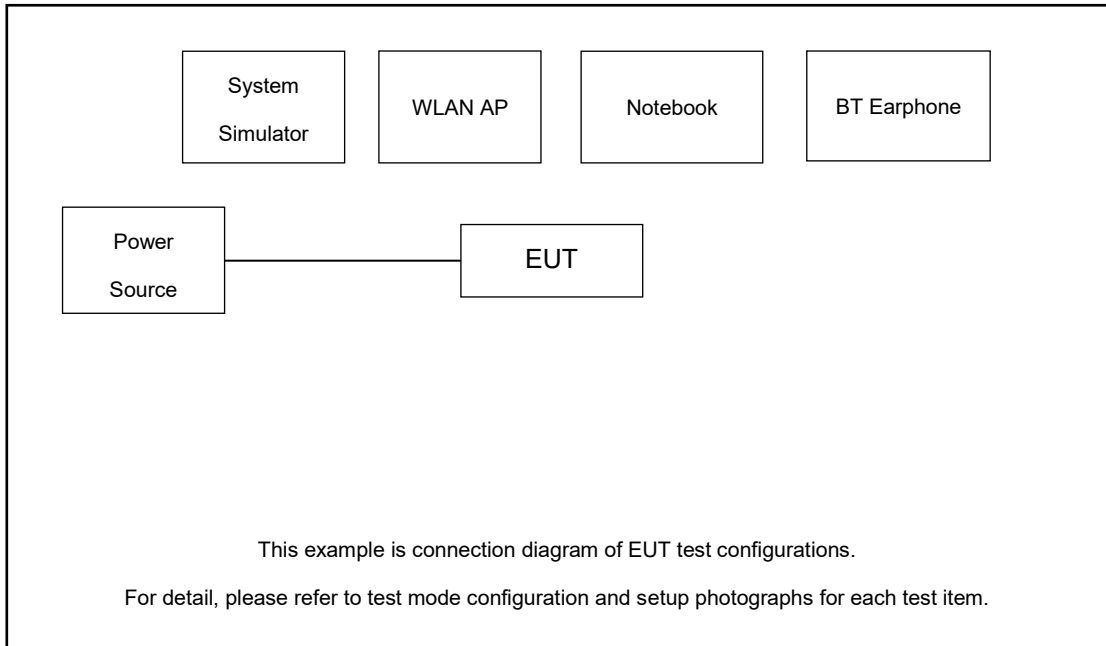 System
Simulator
WLAN AP
Notebook
BT Earphone
Power
Source
EUT
This example is connection diagram of EUT test configurations.
For detail, please refer to test mode configuration and setup photographs for each test item.